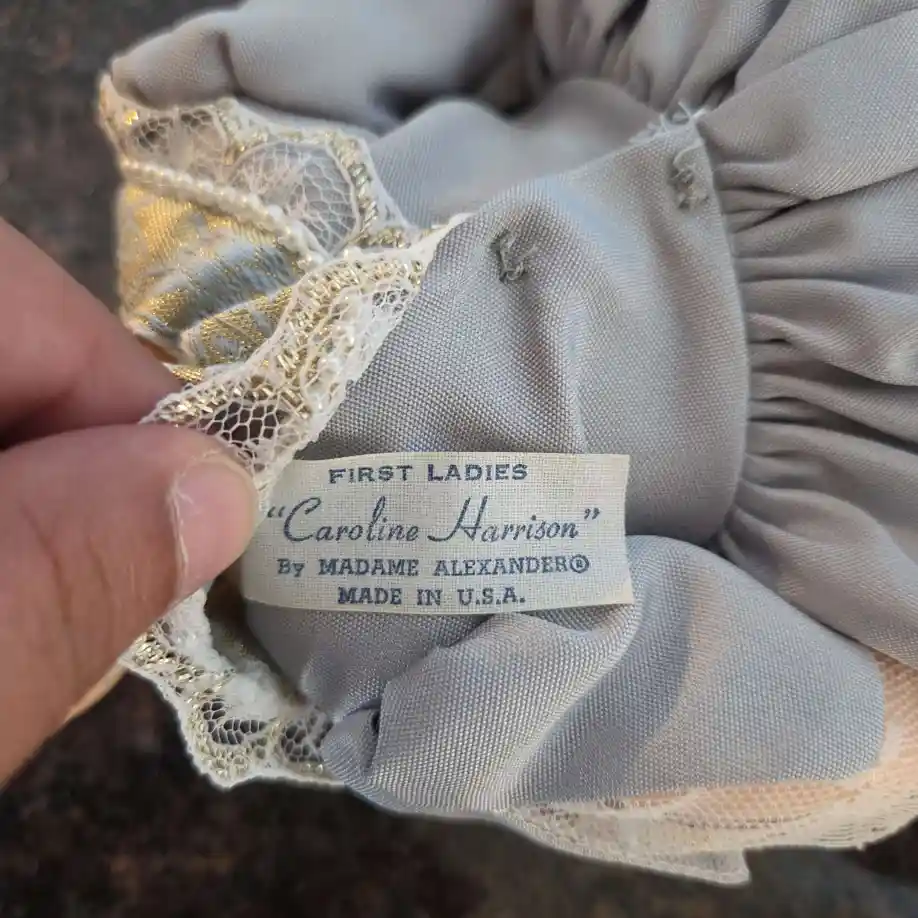 FIRST LADIES
"Caroline Harrison"
By MADAME ALEXANDER®
MADE IN U.S.A.